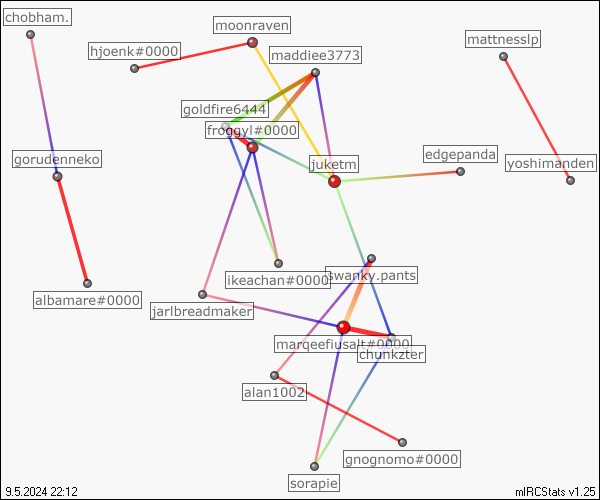 chobham.
moonraven
hjoenk#0000
mattnesslp
maddiee3773
goldfire6444
froggyl#0000
edgepanda
juketm
gorudenneko
yoshimanden
swanky.pants
ikeachan#0000
albamare#0000
jarlbreadmaker
marqeefiusalt#0000
chunkzter
alan1002
gnognomo#0000
sorapie
9.5.2024 22:12
mIRCStats v1.25